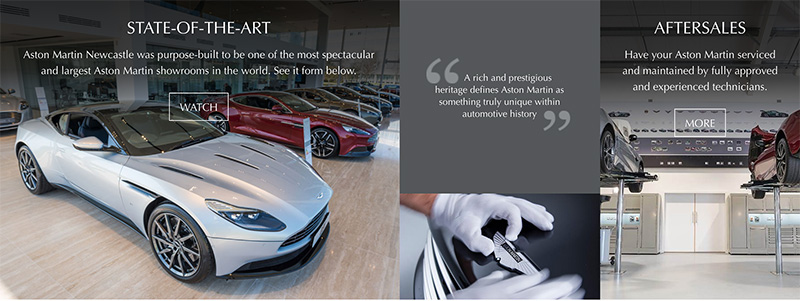 STATE-OF-THE-ART
Aston Martin Newcastle was purpose-built to be one of the most spectacular
and largest Aston Martin showrooms in the world. See it form below.
WATCH
“ A rich and prestigious
heritage defines Aston Martin as
something truly unique within
automotive history ”
AFTERSALES
Have your Aston Martin serviced
and maintained by fully approved
and experienced technicians.
MORE